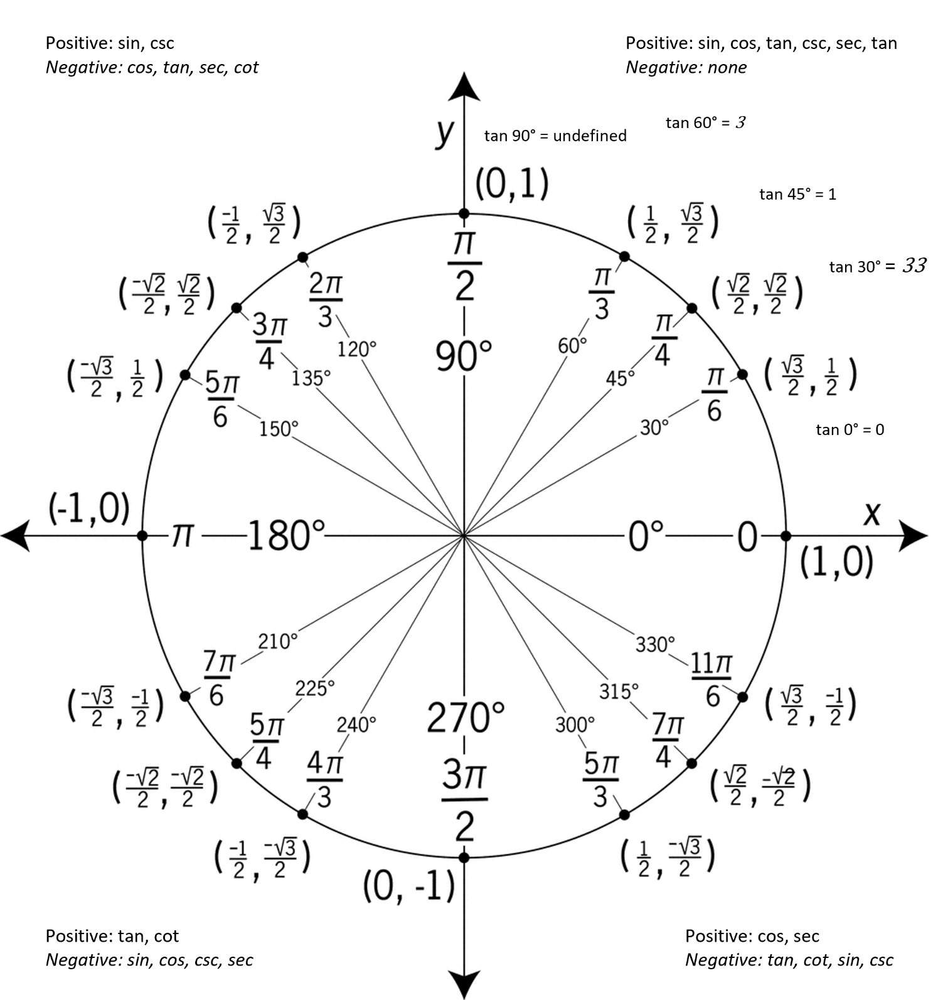 Positive: sin, csc
Negative: cos, tan, sec, cot
Positive: sin, cos, tan, csc, sec, tan
Negative: none
tan 60° = 3
y
tan 90° = undefined
(0,1)
tan 45° = 1
(-1/2, √3/2)
(1/2, √3/2)
π/2
tan 30° = 33
(-√2/2, √2/2)
2π/3
π/3
(√2/2, √2/2)
3π/4
120°
90°
60°
π/4
(-√3/2, 1/2)
5π/6
135°
45°
π/6
(√3/2, 1/2)
150°
30°
tan 0° = 0
(-1,0)
x
π
180°
0°
0
(1,0)
210°
330°
7π/6
11π/6
(-√3/2, -1/2)
225°
315°
(√3/2, -1/2)
5π/4
240°
270°
300°
7π/4
(-√2/2, -√2/2)
4π/3
3π/2
5π/3
(√2/2, -√2/2)
(-1/2, -√3/2)
(1/2, -√3/2)
(0, -1)
Positive: tan, cot
Negative: sin, cos, csc, sec
Positive: cos, sec
Negative: tan, cot, sin, csc